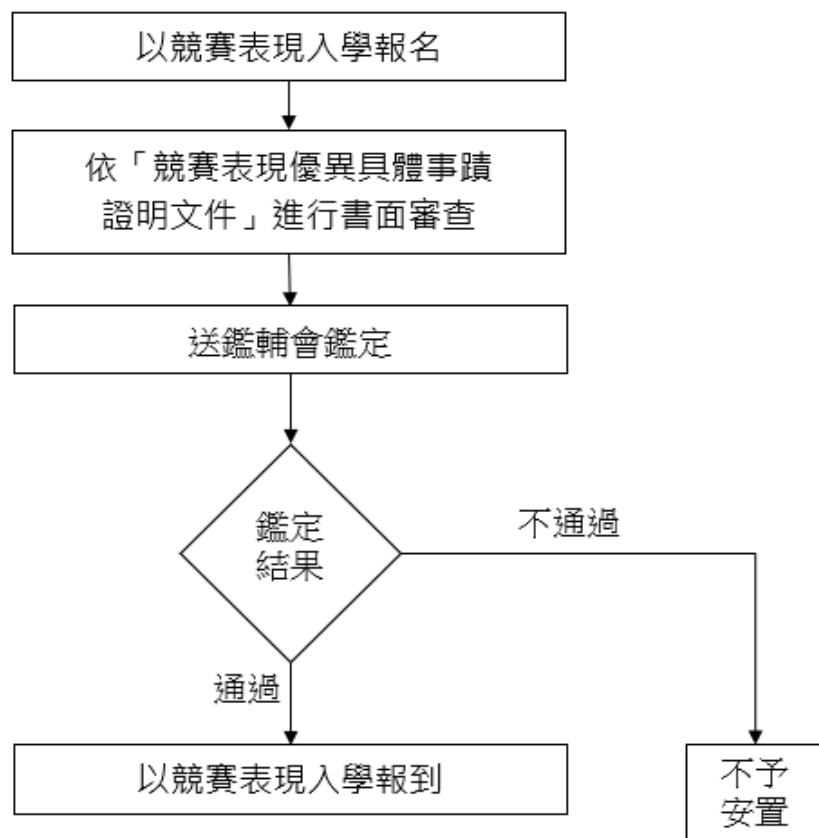 以競賽表現入學報名
依「競賽表現優異具體事蹟
證明文件」進行書面審查
送鑑輔會鑑定
鑑定
結果
不通過
通過
以競賽表現入學報到
不予
安置